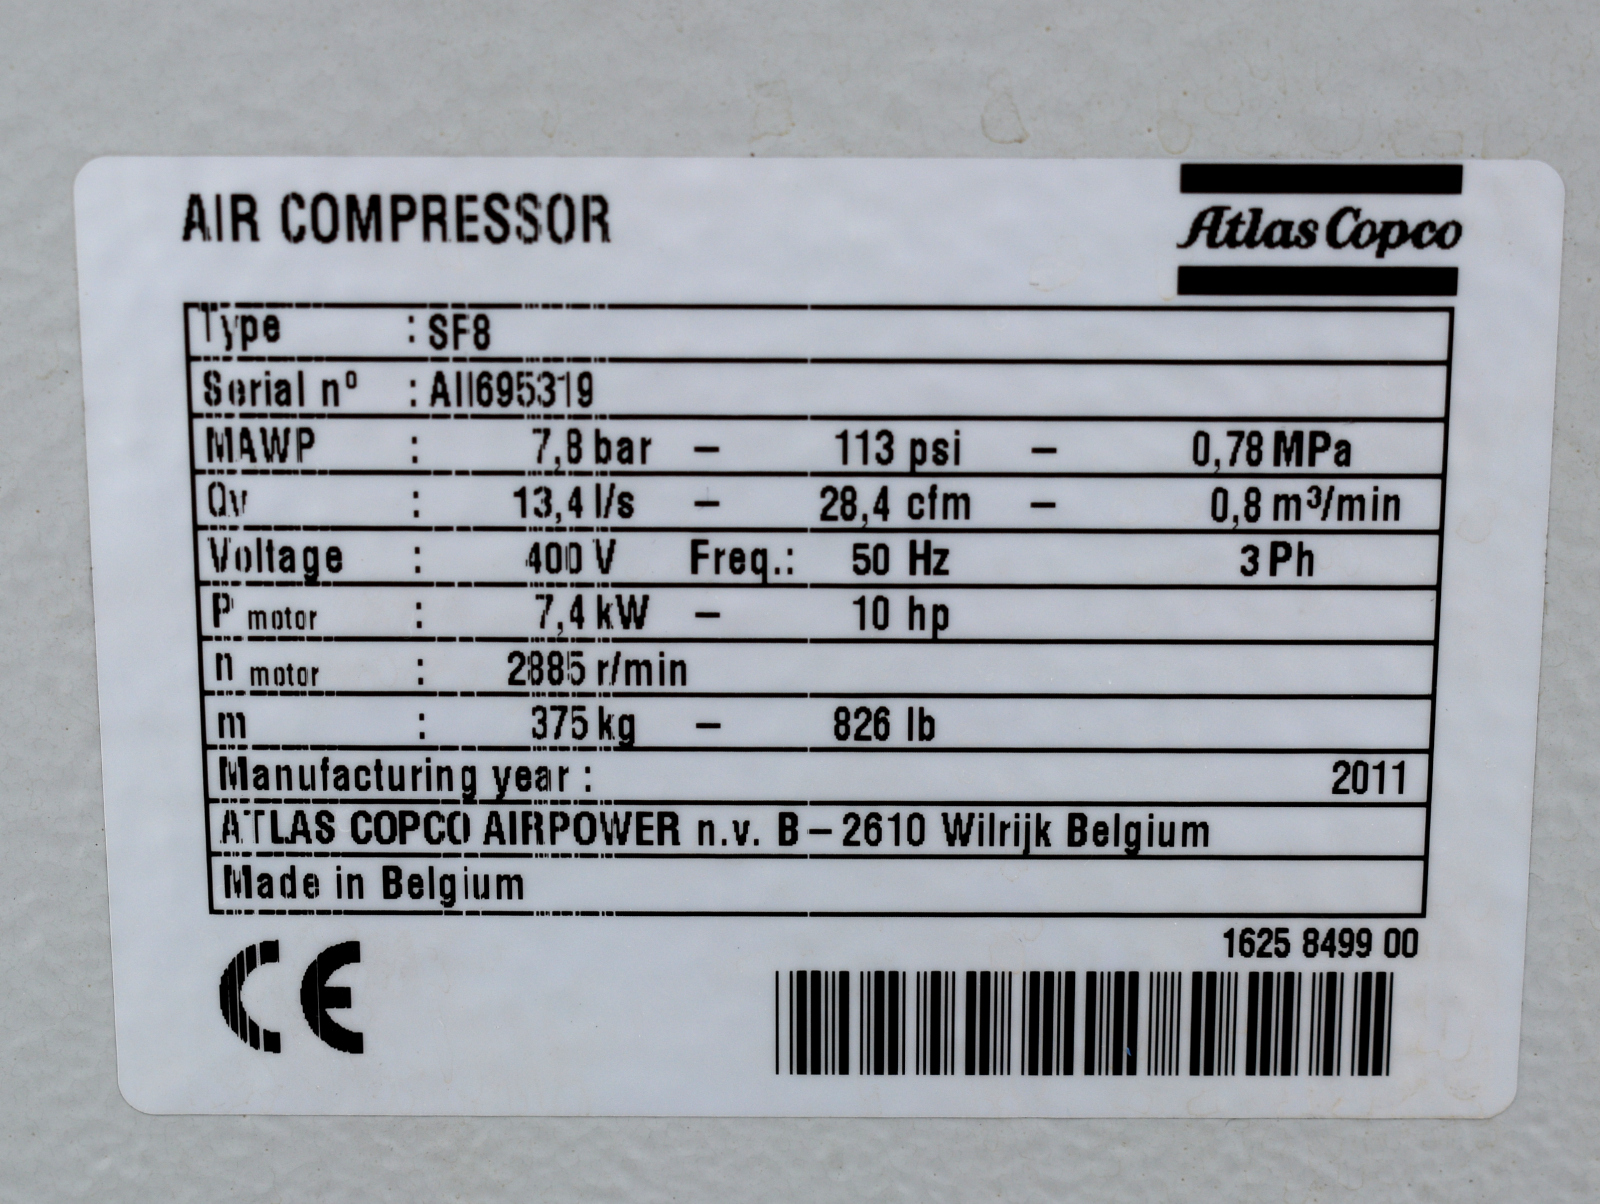 AIR COMPRESSOR
Atlas Copco
Type : SF8
Serial nº : AII695319
MAWP : 7,8 bar – 113 psi – 0,78 MPa
Qv : 13,4 l/s – 28,4 cfm – 0,8 m³/min
Voltage : 400 V Freq.: 50 Hz 3 Ph
P motor : 7,4 kW – 10 hp
n motor : 2885 r/min
m : 375 kg – 826 lb
Manufacturing year : 2011
ATLAS COPCO AIRPOWER n.v. B – 2610 Wilrijk Belgium
Made in Belgium
1625 8499 00
CE